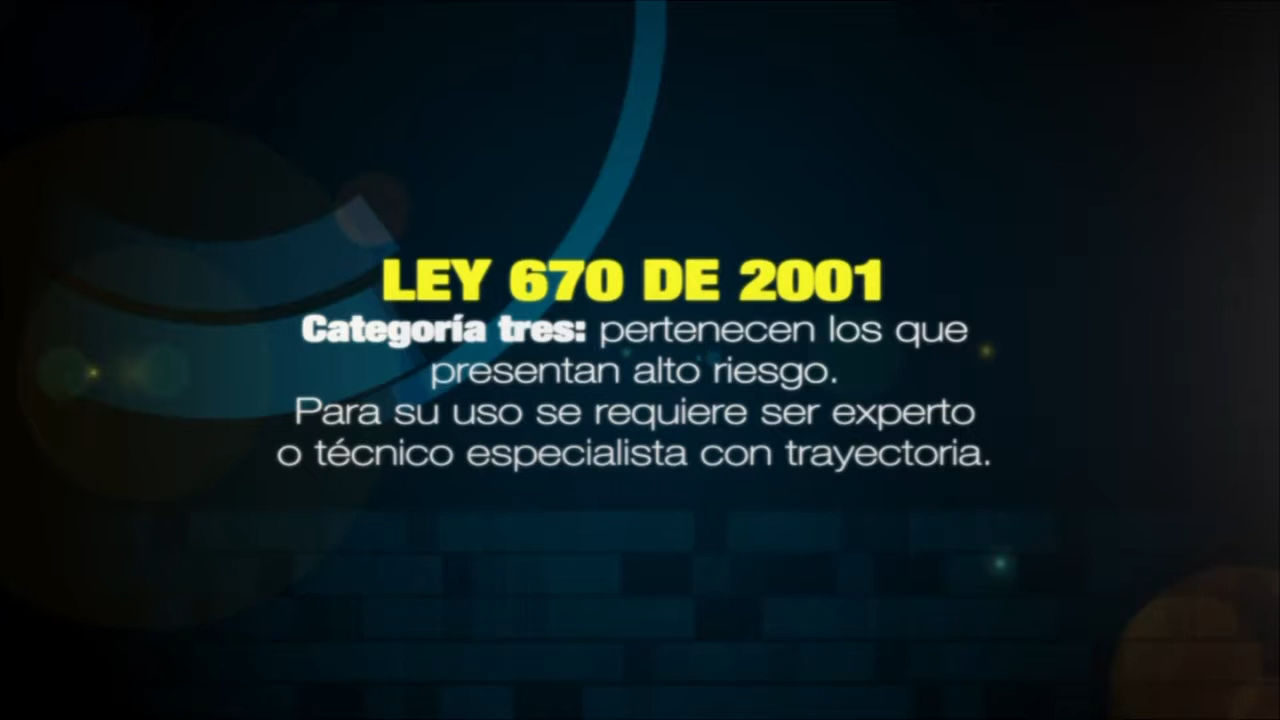 LEY 670 DE 2001
Categoría tres: pertenecen los que
presentan alto riesgo.
Para su uso se requiere ser experto
o técnico especialista con trayectoria.